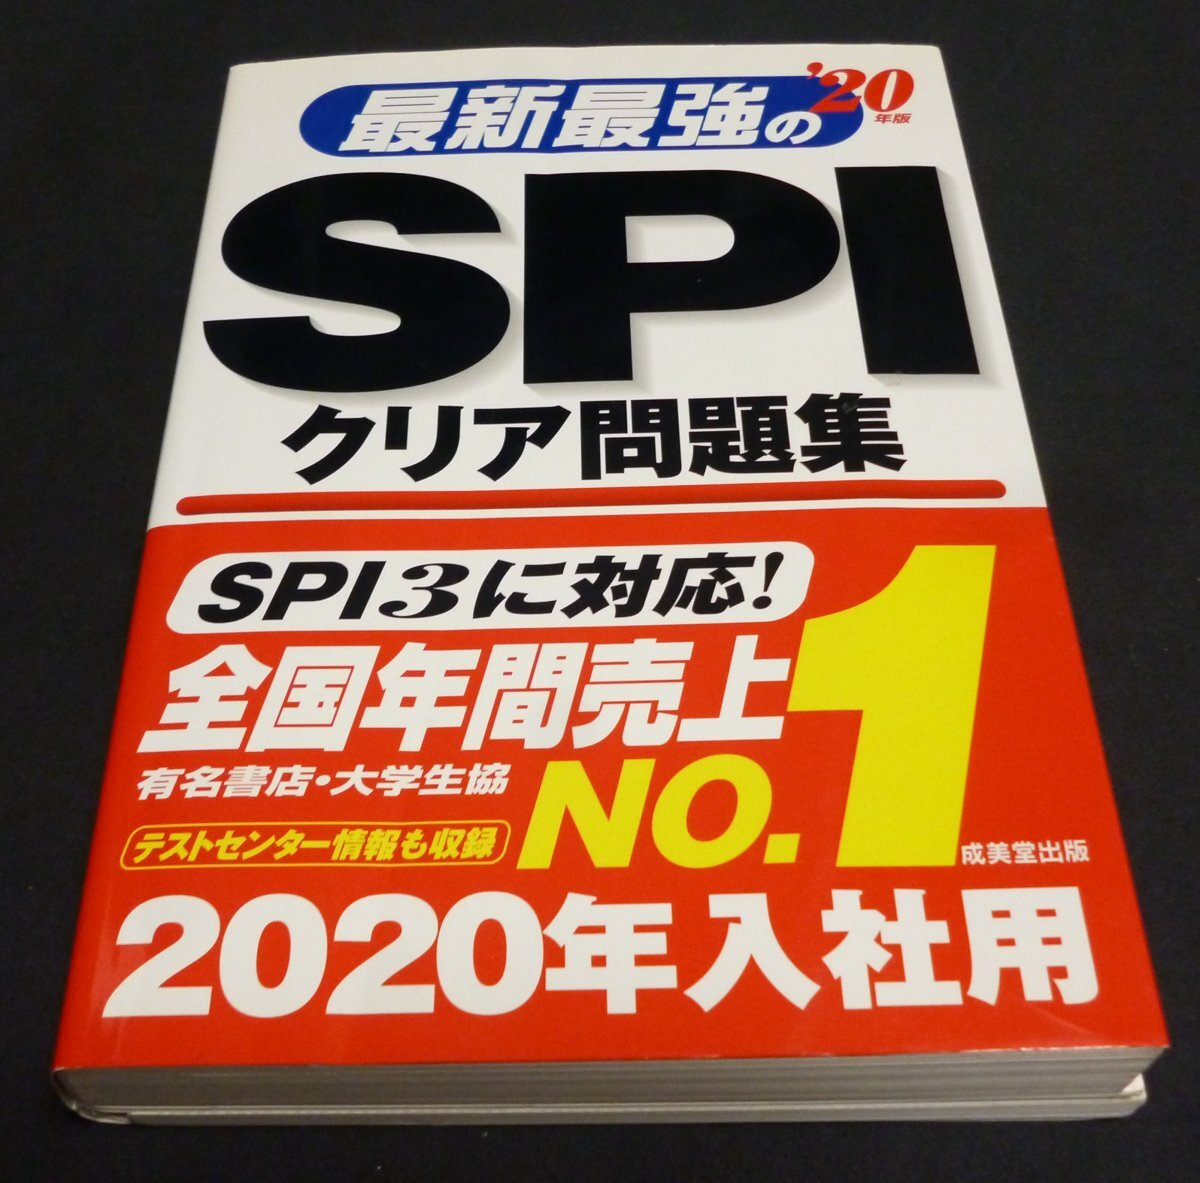 最新最強の
'20
年版
SPI
クリア問題集
SPI3に対応!
全国年間売上
有名書店・大学生協
NO.1
テストセンター情報も収録
成美堂出版
2020年入社用